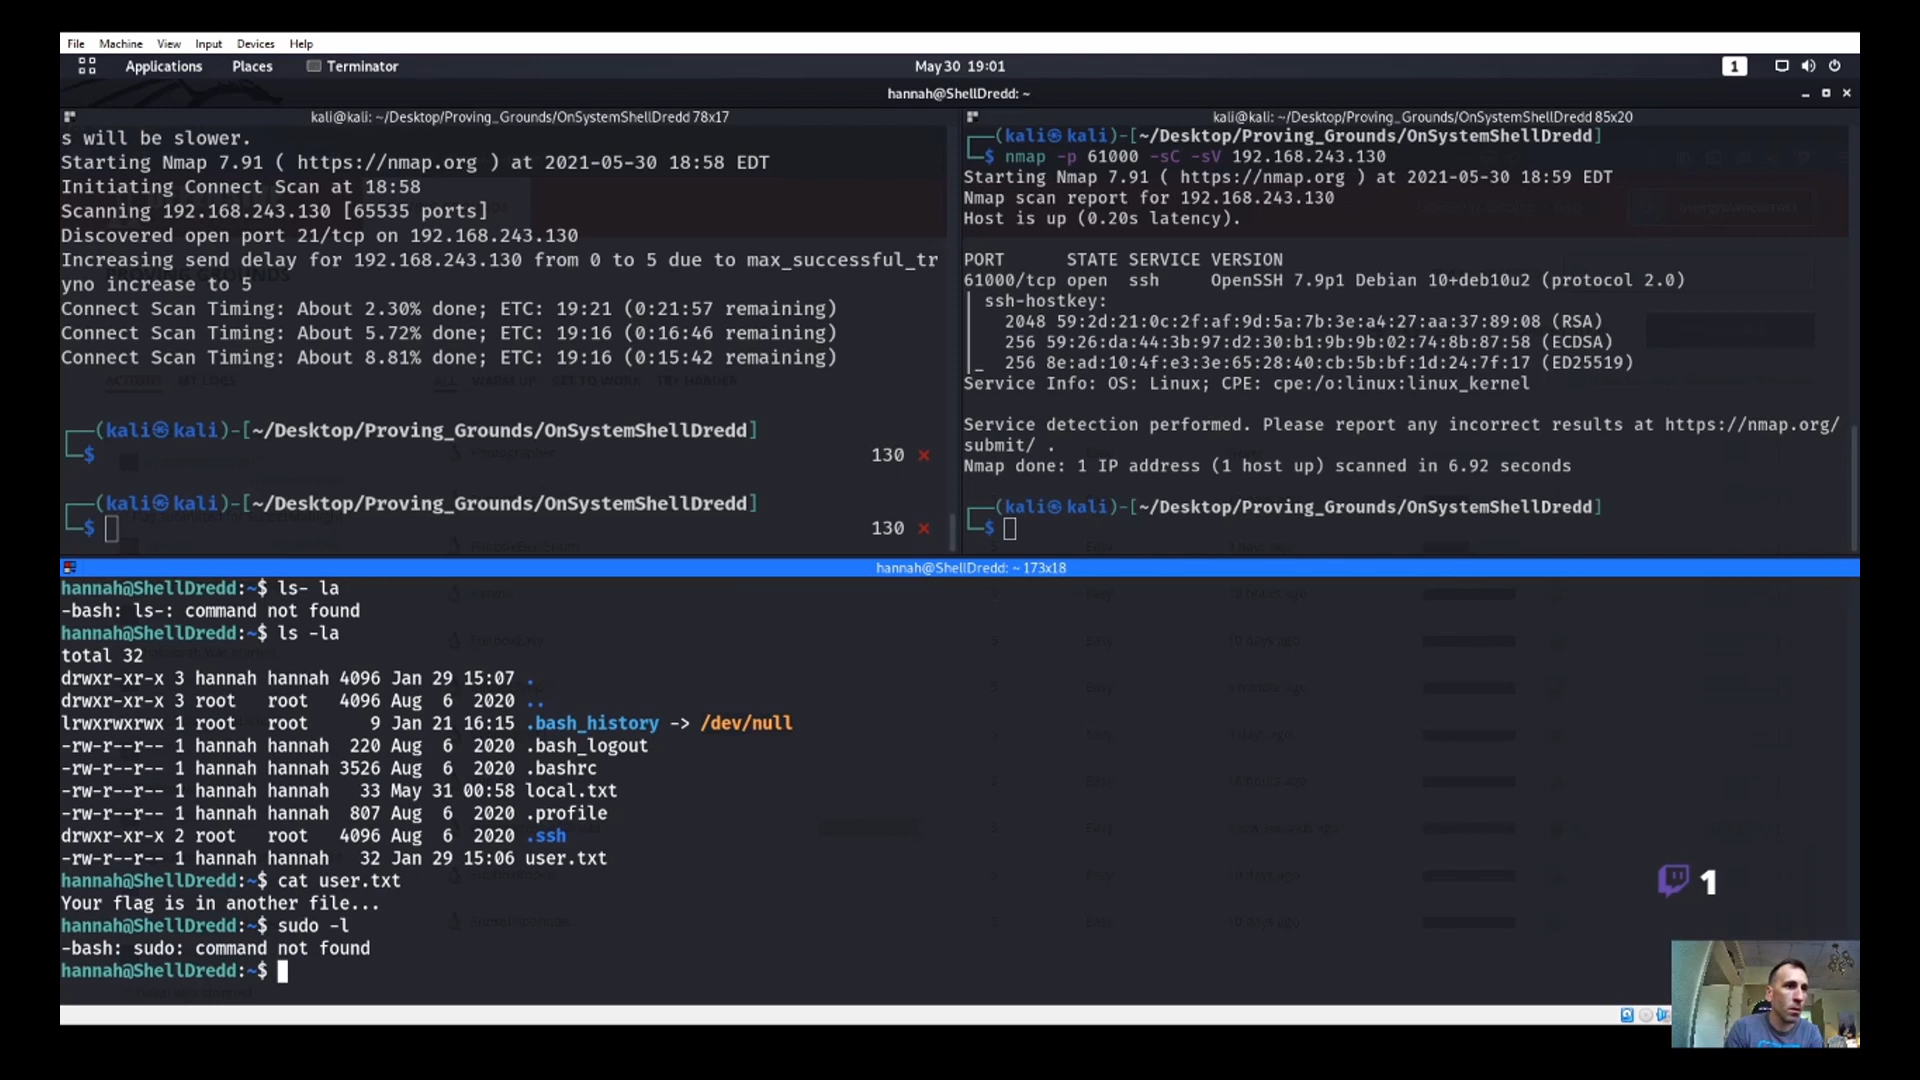 File Machine View Input Devices Help
Applications Places Terminator May 30 19:01 1
hannah@ShellDredd: ~
kali@kali: ~/Desktop/Proving_Grounds/OnSystemShellDredd 78x17
s will be slower.
Starting Nmap 7.91 ( https://nmap.org ) at 2021-05-30 18:58 EDT
Initiating Connect Scan at 18:58
Scanning 192.168.243.130 [65535 ports]
Discovered open port 21/tcp on 192.168.243.130
Increasing send delay for 192.168.243.130 from 0 to 5 due to max_successful_tr
yno increase to 5
Connect Scan Timing: About 2.30% done; ETC: 19:21 (0:21:57 remaining)
Connect Scan Timing: About 5.72% done; ETC: 19:16 (0:16:46 remaining)
Connect Scan Timing: About 8.81% done; ETC: 19:16 (0:15:42 remaining)
(kali㉿kali)-[~/Desktop/Proving_Grounds/OnSystemShellDredd]
$ 130 ×
(kali㉿kali)-[~/Desktop/Proving_Grounds/OnSystemShellDredd]
$ 130 ×
kali@kali: ~/Desktop/Proving_Grounds/OnSystemShellDredd 85x20
(kali㉿kali)-[~/Desktop/Proving_Grounds/OnSystemShellDredd]
$ nmap -p 61000 -sC -sV 192.168.243.130
Starting Nmap 7.91 ( https://nmap.org ) at 2021-05-30 18:59 EDT
Nmap scan report for 192.168.243.130
Host is up (0.20s latency).
PORT STATE SERVICE VERSION
61000/tcp open ssh OpenSSH 7.9p1 Debian 10+deb10u2 (protocol 2.0)
| ssh-hostkey:
| 2048 59:2d:21:0c:2f:af:9d:5a:7b:3e:a4:27:aa:37:89:08 (RSA)
| 256 59:26:da:44:3b:97:d2:30:b1:9b:9b:02:74:8b:87:58 (ECDSA)
|_ 256 8e:ad:10:4f:e3:3e:65:28:40:cb:5b:bf:1d:24:7f:17 (ED25519)
Service Info: OS: Linux; CPE: cpe:/o:linux:linux_kernel
Service detection performed. Please report any incorrect results at https://nmap.org/
submit/ .
Nmap done: 1 IP address (1 host up) scanned in 6.92 seconds
(kali㉿kali)-[~/Desktop/Proving_Grounds/OnSystemShellDredd]
$
hannah@ShellDredd: ~ 173x18
hannah@ShellDredd:~$ ls- la
-bash: ls-: command not found
hannah@ShellDredd:~$ ls -la
total 32
drwxr-xr-x 3 hannah hannah 4096 Jan 29 15:07 .
drwxr-xr-x 3 root root 4096 Aug 6 2020 ..
lrwxrwxrwx 1 root root 9 Jan 21 16:15 .bash_history -> /dev/null
-rw-r--r-- 1 hannah hannah 220 Aug 6 2020 .bash_logout
-rw-r--r-- 1 hannah hannah 3526 Aug 6 2020 .bashrc
-rw-r--r-- 1 hannah hannah 33 May 31 00:58 local.txt
-rw-r--r-- 1 hannah hannah 807 Aug 6 2020 .profile
drwxr-xr-x 2 root root 4096 Aug 6 2020 .ssh
-rw-r--r-- 1 hannah hannah 32 Jan 29 15:06 user.txt
hannah@ShellDredd:~$ cat user.txt
Your flag is in another file...
hannah@ShellDredd:~$ sudo -l
-bash: sudo: command not found
hannah@ShellDredd:~$
1